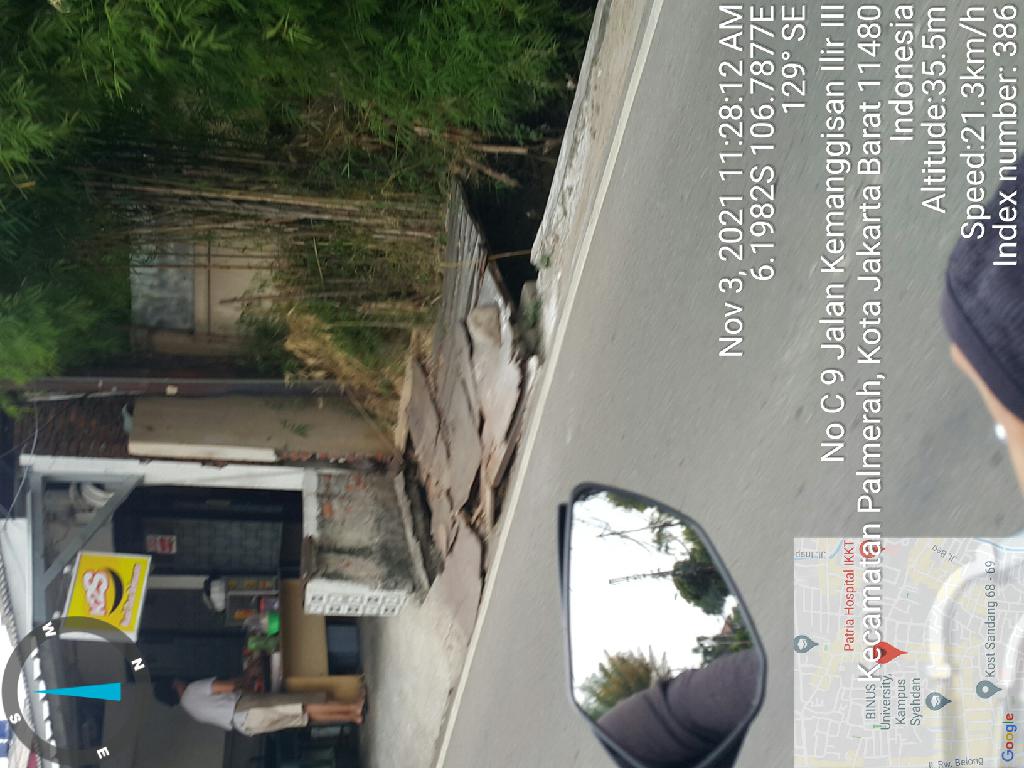 S
W
E
N
K2S
Nov 3, 2021 11:28:12 AM
6.1982S 106.7877E
129° SE
No C 9 Jalan Kemanggisan Ilir III
Kecamatan Palmerah, Kota Jakarta Barat 11480
Indonesia
Altitude:35.5m
Speed:21.3km/h
Index number: 386
Patria Hospital IKKT
BINUS
University,
Kampus
Syahdan
Kost Sandang 68 - 69
Google